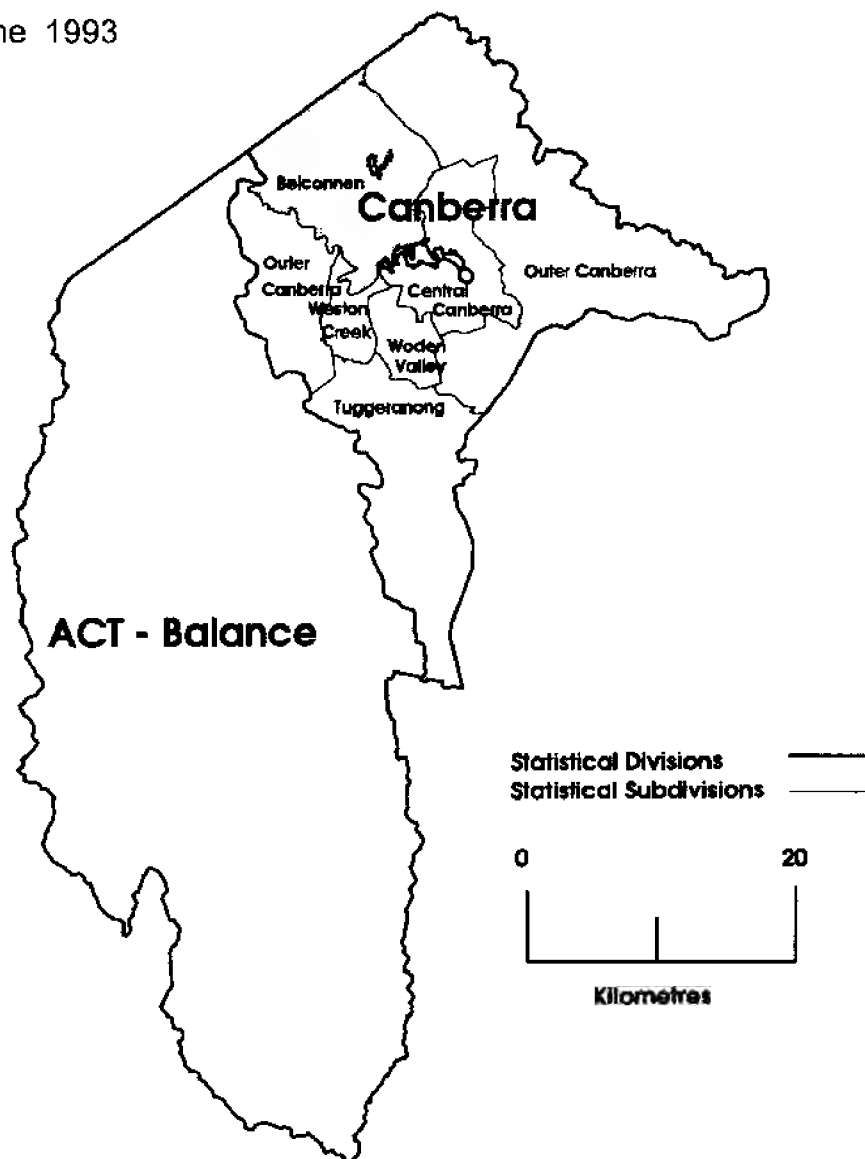 1993
Belconnen
Canberra
Outer
Canberra
Outer Canberra
Weston
Creek
Central
Canberra
Woden
Valley
Tuggeranong
ACT - Balance
Statistical Divisions
Statistical Subdivisions
0 20
Kilometres